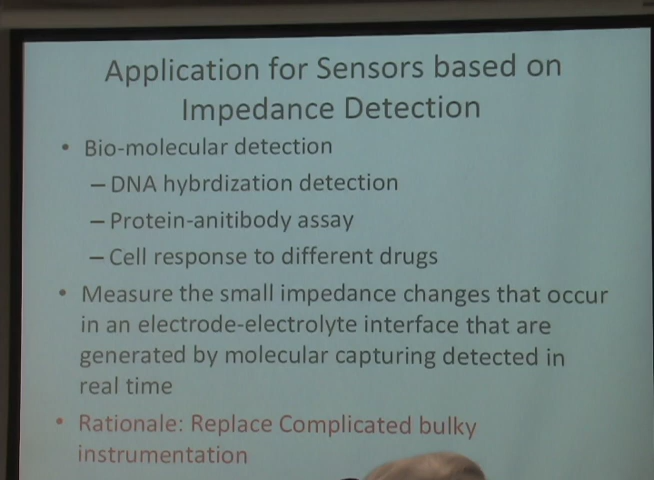 Application for Sensors based on
Impedance Detection
• Bio-molecular detection
– DNA hybrdization detection
– Protein-anitibody assay
– Cell response to different drugs
• Measure the small impedance changes that occur
in an electrode-electrolyte interface that are
generated by molecular capturing detected in
real time
• Rationale: Replace Complicated bulky
instrumentation